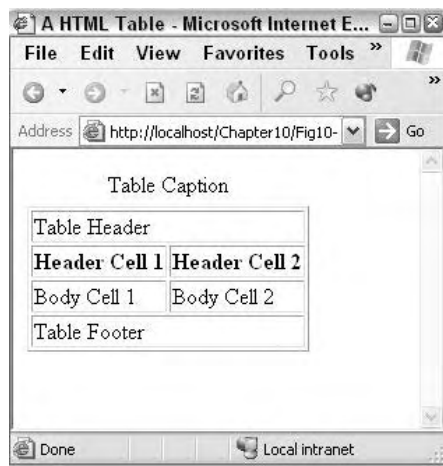 A HTML Table - Microsoft Internet E...
File Edit View Favorites Tools »
»
Address http://localhost/Chapter10/Fig10- Go
Table Caption
Table Header
Header Cell 1 Header Cell 2
Body Cell 1 Body Cell 2
Table Footer
Done Local intranet